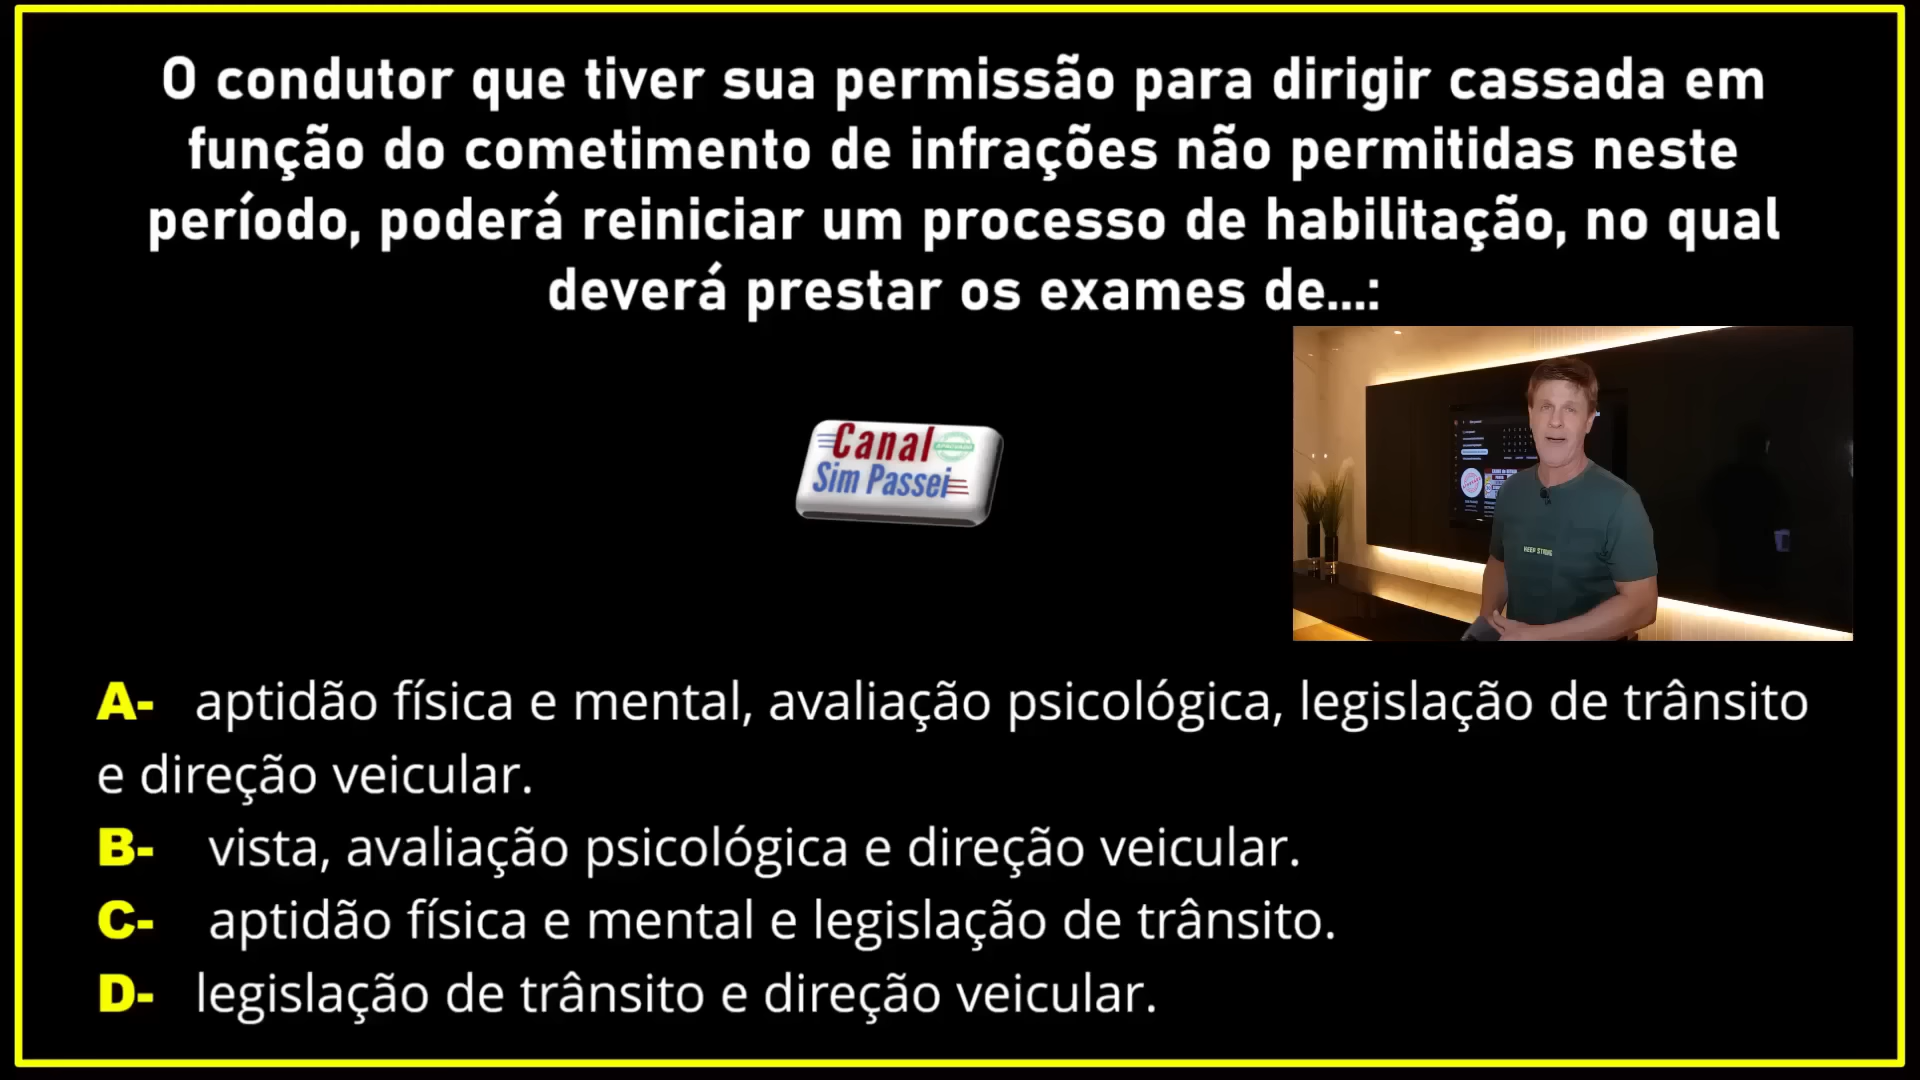 O condutor que tiver sua permissão para dirigir cassada em
função do cometimento de infrações não permitidas neste
período, poderá reiniciar um processo de habilitação, no qual
deverá prestar os exames de...:
Canal
Sim Passei
KEEP STRONG
A- aptidão física e mental, avaliação psicológica, legislação de trânsito
e direção veicular.
B- vista, avaliação psicológica e direção veicular.
C- aptidão física e mental e legislação de trânsito.
D- legislação de trânsito e direção veicular.